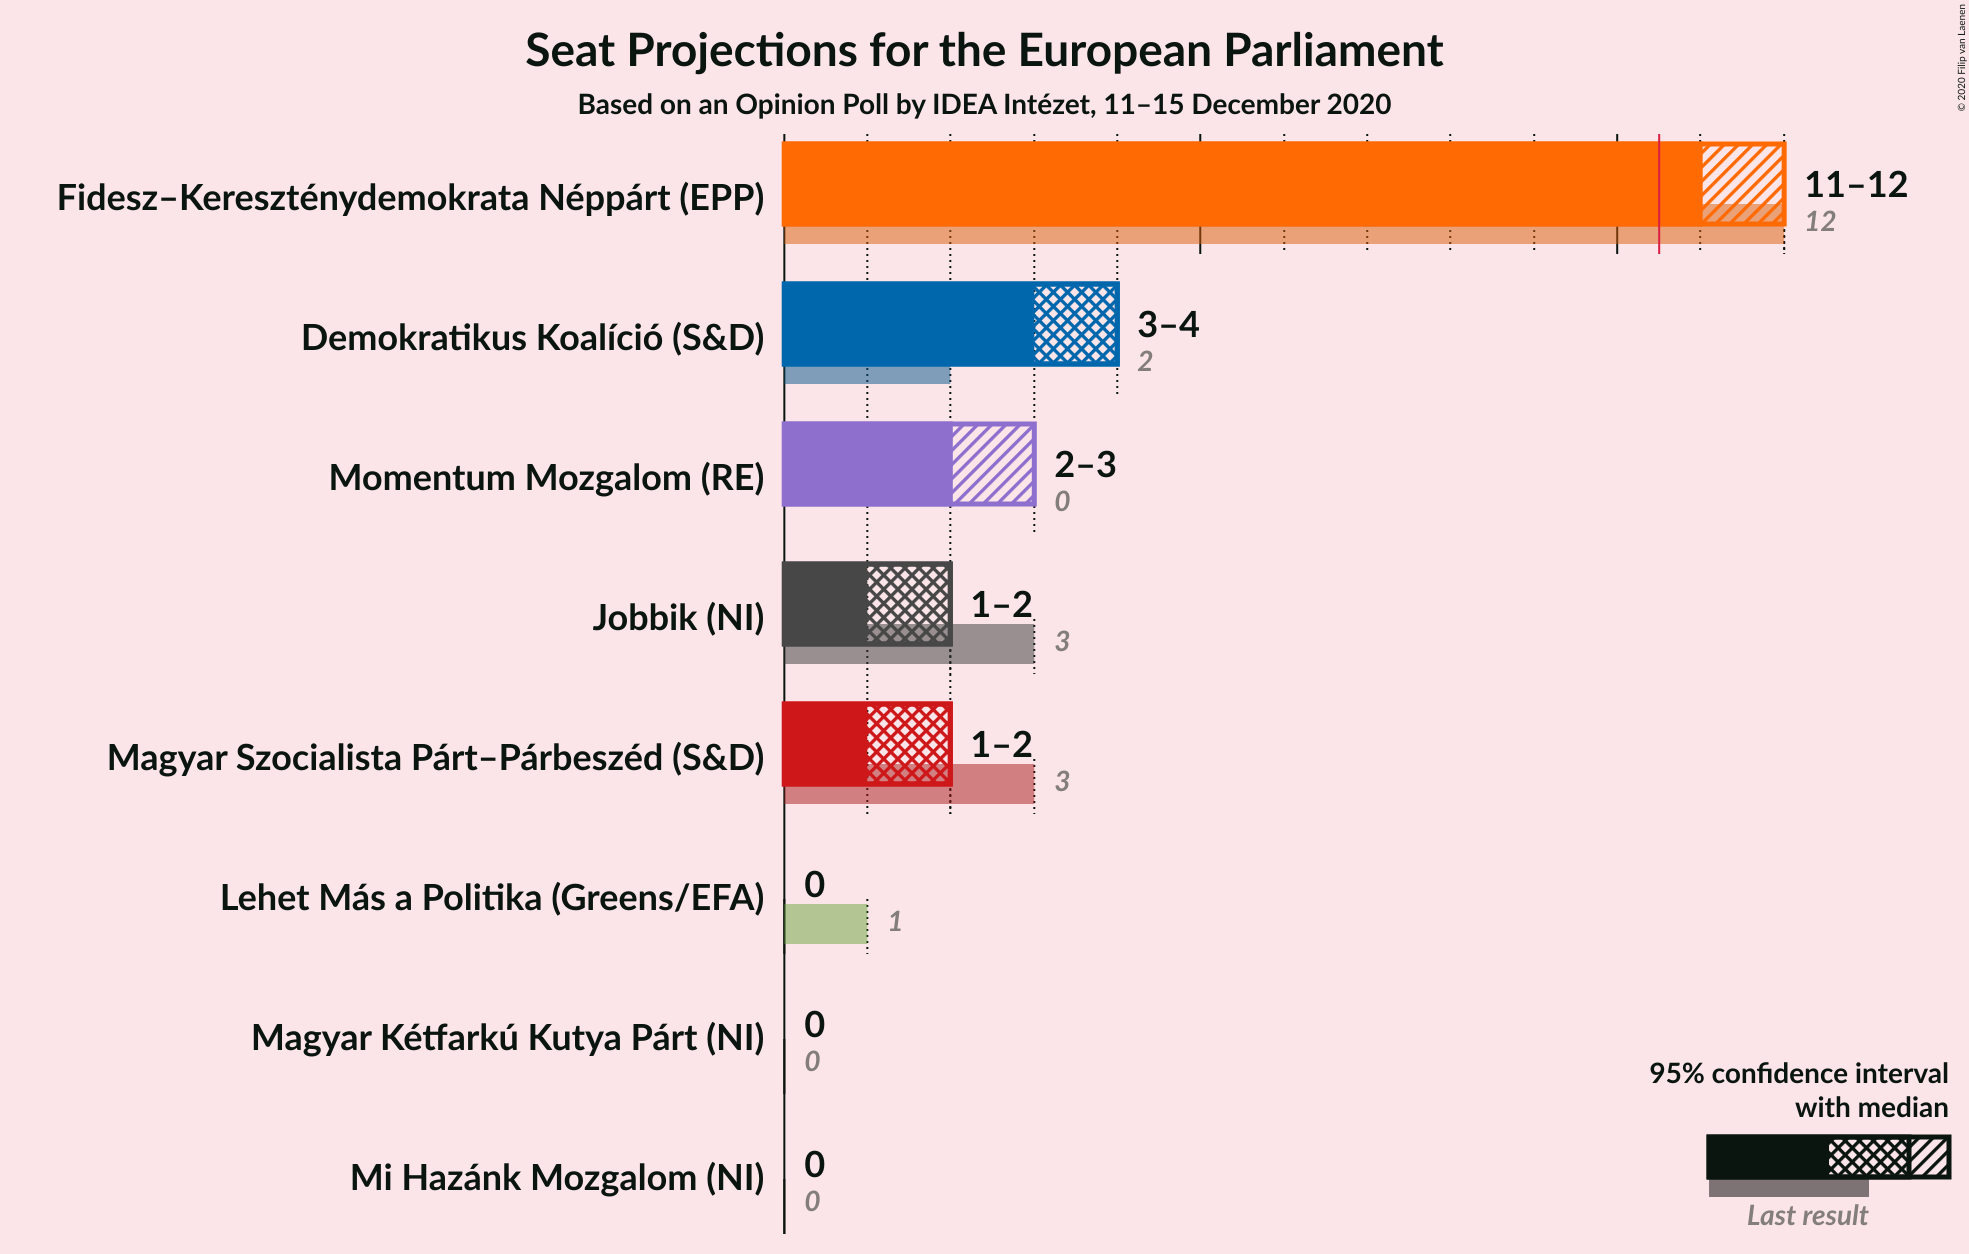 Seat Projections for the European Parliament
Based on an Opinion Poll by IDEA Intézet, 11–15 December 2020
© 2020 Filip van Laenen
Fidesz–Kereszténydemokrata Néppárt (EPP)
11–12
12
Demokratikus Koalíció (S&D)
3–4
2
Momentum Mozgalom (RE)
2–3
0
Jobbik (NI)
1–2
3
Magyar Szocialista Párt–Párbeszéd (S&D)
1–2
3
Lehet Más a Politika (Greens/EFA)
0
1
Magyar Kétfarkú Kutya Párt (NI)
0
0
Mi Hazánk Mozgalom (NI)
0
0
95% confidence interval
with median
Last result